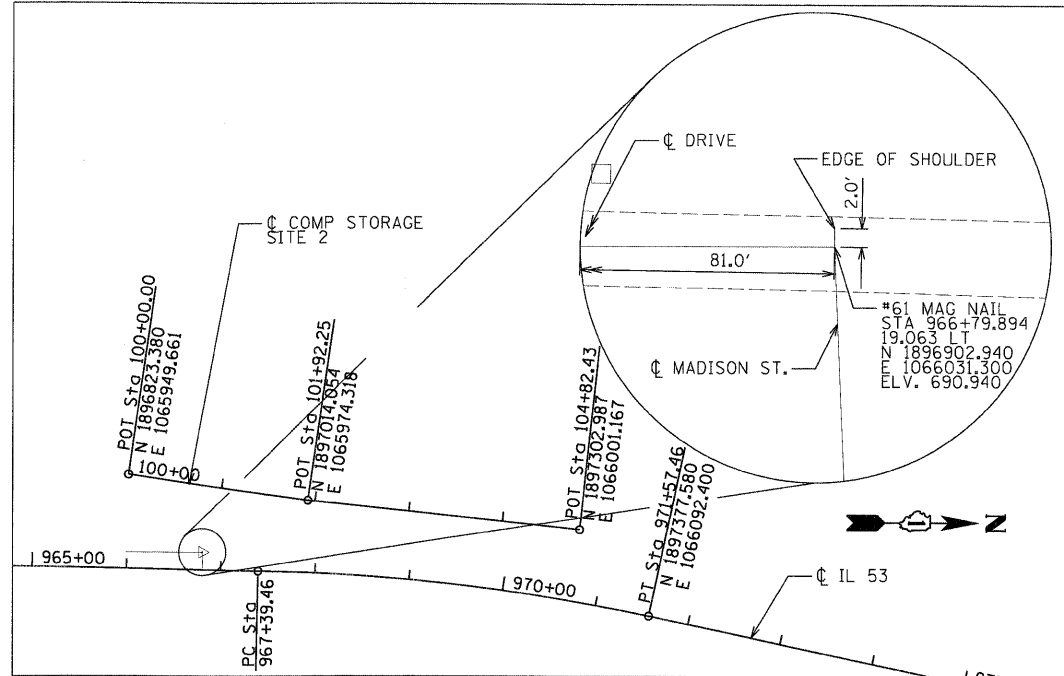 ℄ DRIVE
EDGE OF SHOULDER
2.0'
81.0'
#61 MAG NAIL
STA 966+79.894
19.063 LT
N 1896902.940
E 1066031.300
ELV. 690.940
℄ MADISON ST.
℄ COMP STORAGE
SITE 2
POT Sta 100+00.00
N 1896823.380
E 1065949.661
100+00
POT Sta 101+92.25
N 1897014.054
E 1065974.318
POT Sta 104+82.43
N 1897302.987
E 1066001.167
PT Sta 971+57.46
N 1897377.580
E 1066092.400
N
965+00
970+00
℄ IL 53
PC Sta
967+39.46